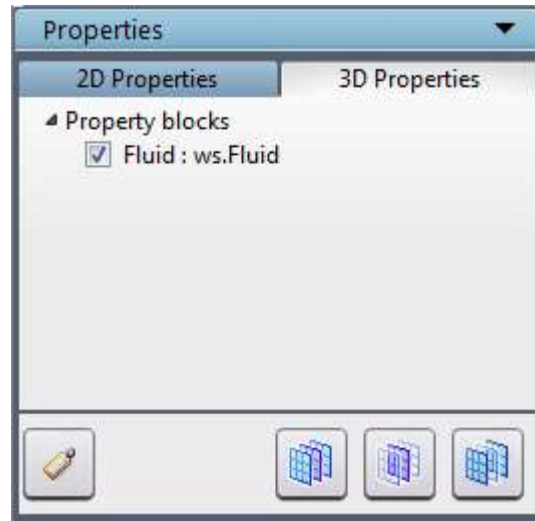 Properties
2D Properties 3D Properties
Property blocks
Fluid : ws.Fluid